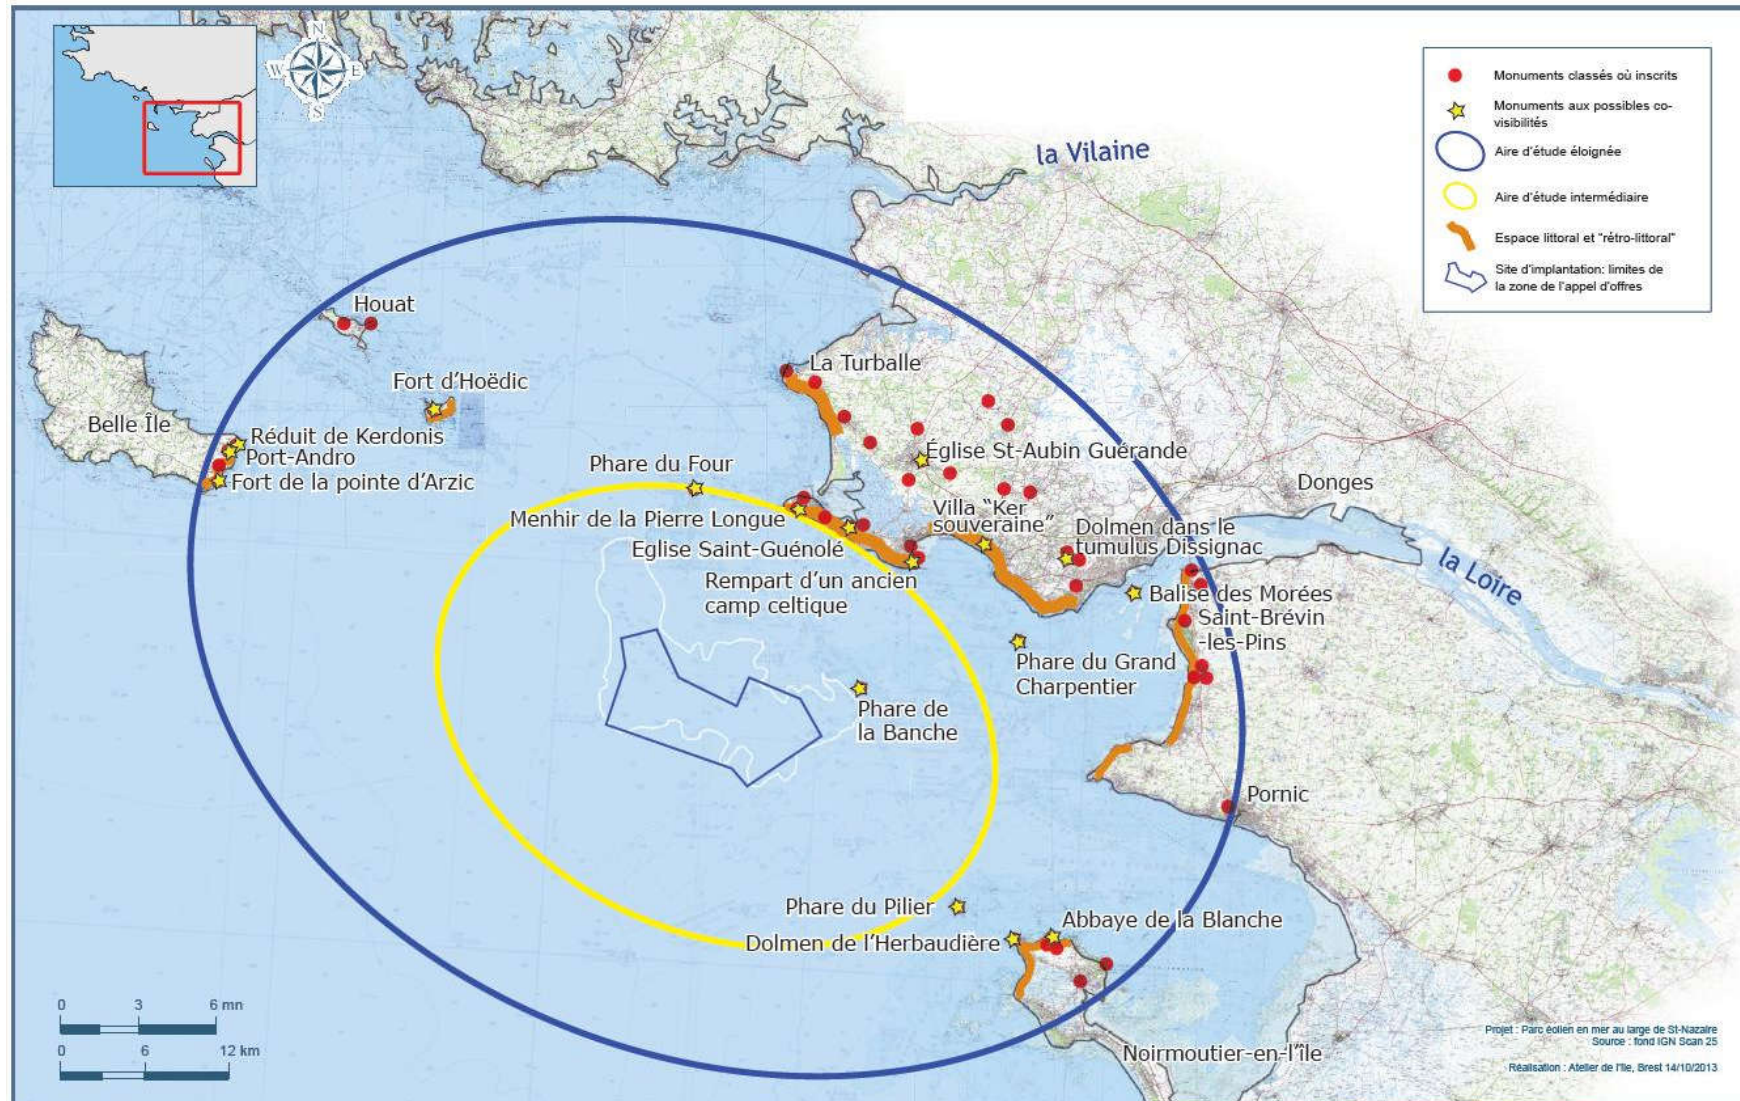 N
W
E
S
Monuments classés où inscrits
Monuments aux possibles co-
visibilités
Aire d'étude éloignée
Aire d'étude intermédiaire
Espace littoral et "rétro-littoral"
Site d'implantation: limites de
la zone de l'appel d'offres
la Vilaine
Houat
La Turballe
Fort d'Hoëdic
Belle Île
Réduit de Kerdonis
Port-Andro
Fort de la pointe d'Arzic
Église St-Aubin Guérande
Phare du Four
Donges
Menhir de la Pierre Longue
Villa "Ker
souveraine"
Eglise Saint-Guénolé
Dolmen dans le
tumulus Dissignac
la Loire
Rempart d'un ancien
camp celtique
Balise des Morées
Saint-Brévin
-les-Pins
Phare du Grand
Charpentier
Phare de
la Banche
Pornic
Phare du Pilier
Abbaye de la Blanche
Dolmen de l'Herbaudière
Noirmoutier-en-l'île
0 3 6 mn
0 6 12 km
Projet : Parc éolien en mer au large de St-Nazaire
Source : fond IGN Scan 25
Réalisation : Atelier de l'Ile, Brest 14/10/2013